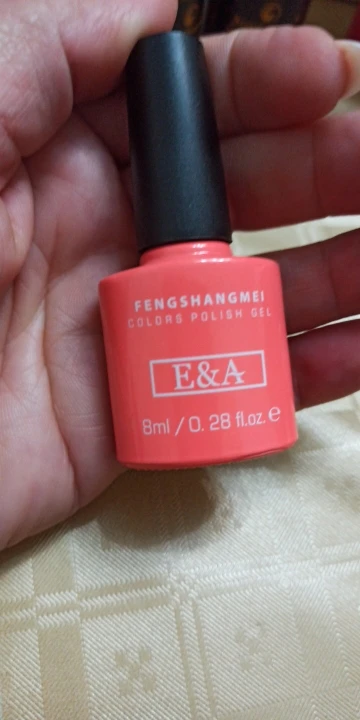 FENGSHANGMEI
COLORS POLISH GEL
E&A
8ml / 0. 28 fl.oz. ℮